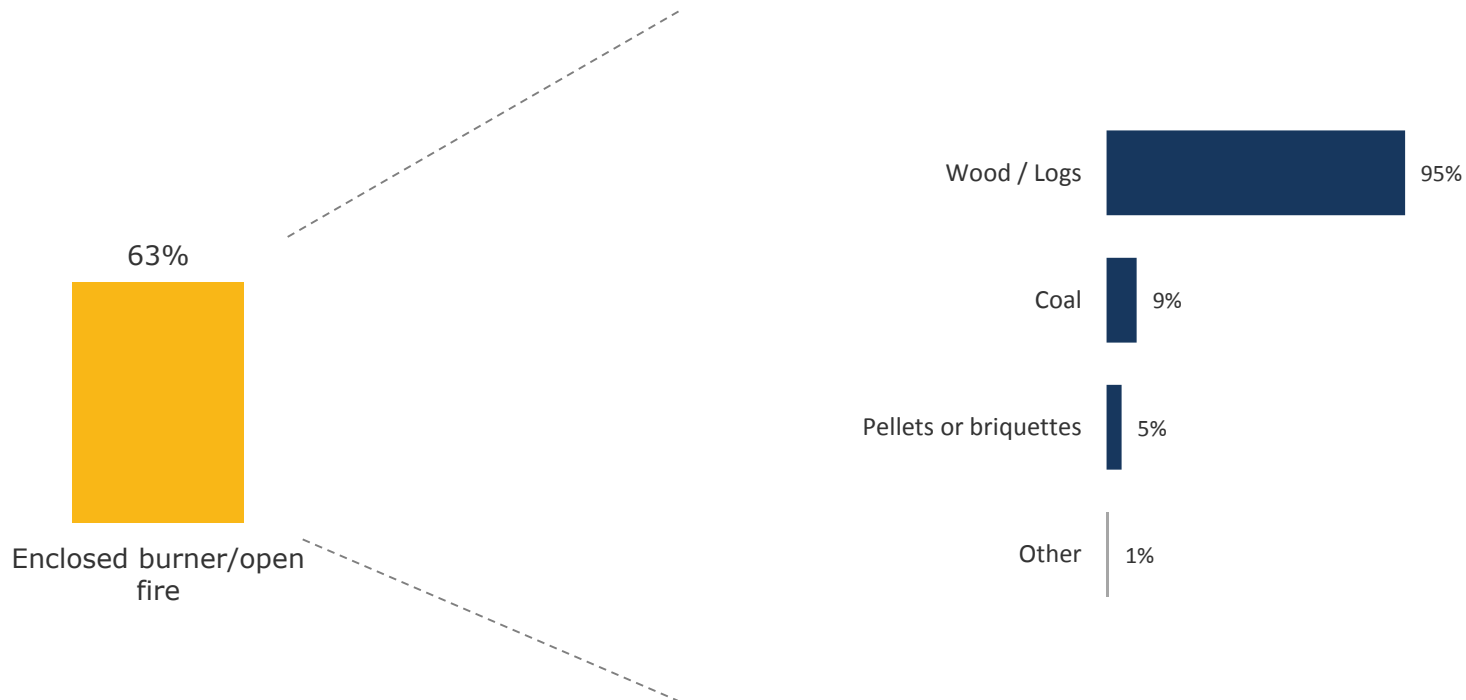 63%
Enclosed burner/open
fire
Wood / Logs
95%
Coal
9%
Pellets or briquettes
5%
Other
1%